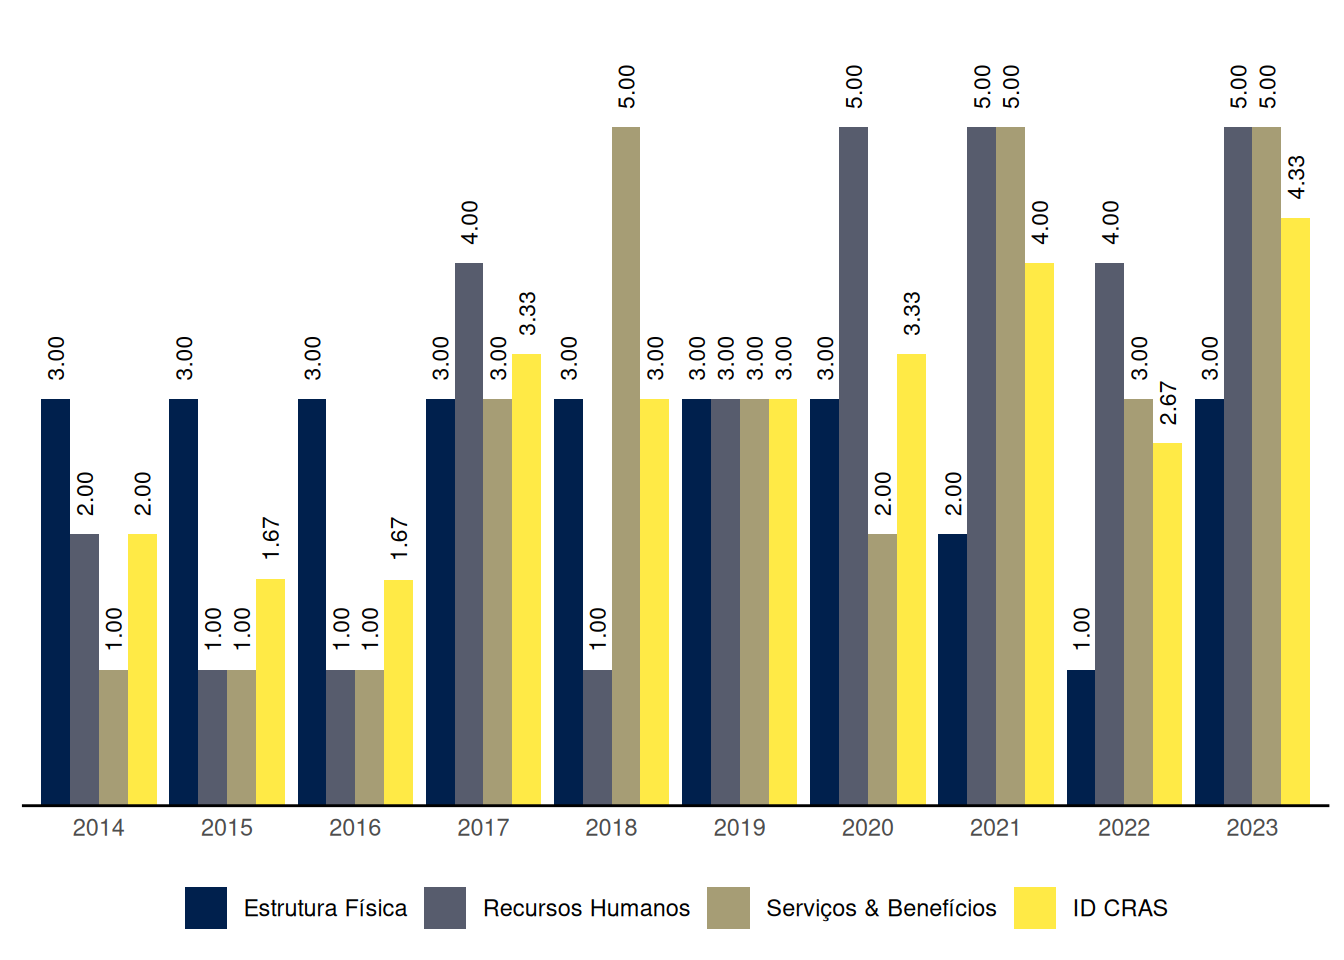 3.00 2.00 1.00 2.00
3.00 1.00 1.00 1.67
3.00 1.00 1.00 1.67
3.00 4.00 3.00 3.33
3.00 1.00 5.00 3.00
3.00 3.00 3.00 3.00
3.00 5.00 2.00 3.33
2.00 5.00 5.00 4.00
1.00 4.00 3.00 2.67
3.00 5.00 5.00 4.33
2014 2015 2016 2017 2018 2019 2020 2021 2022 2023
Estrutura Física Recursos Humanos Serviços & Benefícios ID CRAS